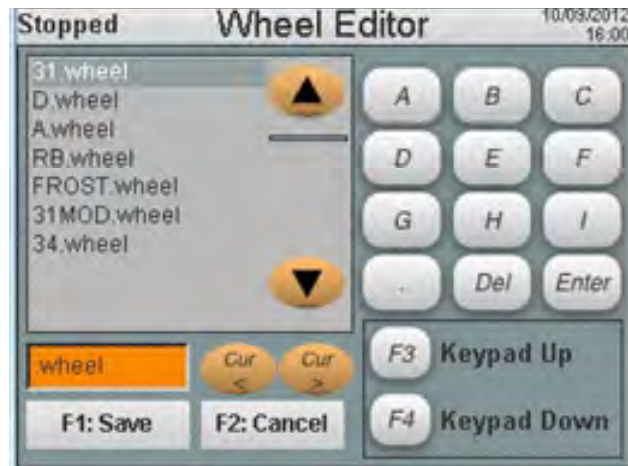 Stopped
Wheel Editor
10/09/2012
16:00
31.wheel
D.wheel
A.wheel
RB.wheel
FROST.wheel
31MOD.wheel
34.wheel
A B C
D E F
G H I
. Del Enter
.wheel
Cur <
Cur >
F3 Keypad Up
F1: Save
F2: Cancel
F4 Keypad Down